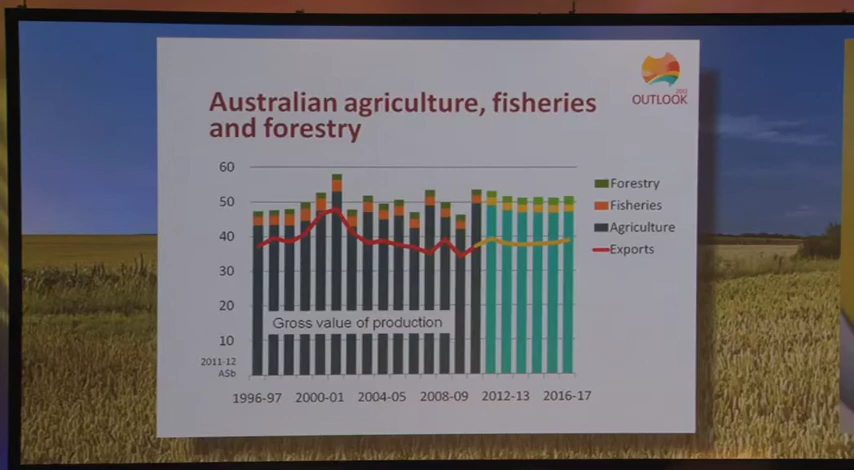 Australian agriculture, fisheries
and forestry
2012
OUTLOOK
60
50
40
30
20
10
2011-12
A$b
Forestry
Fisheries
Agriculture
Exports
Gross value of production
1996-97 2000-01 2004-05 2008-09 2012-13 2016-17